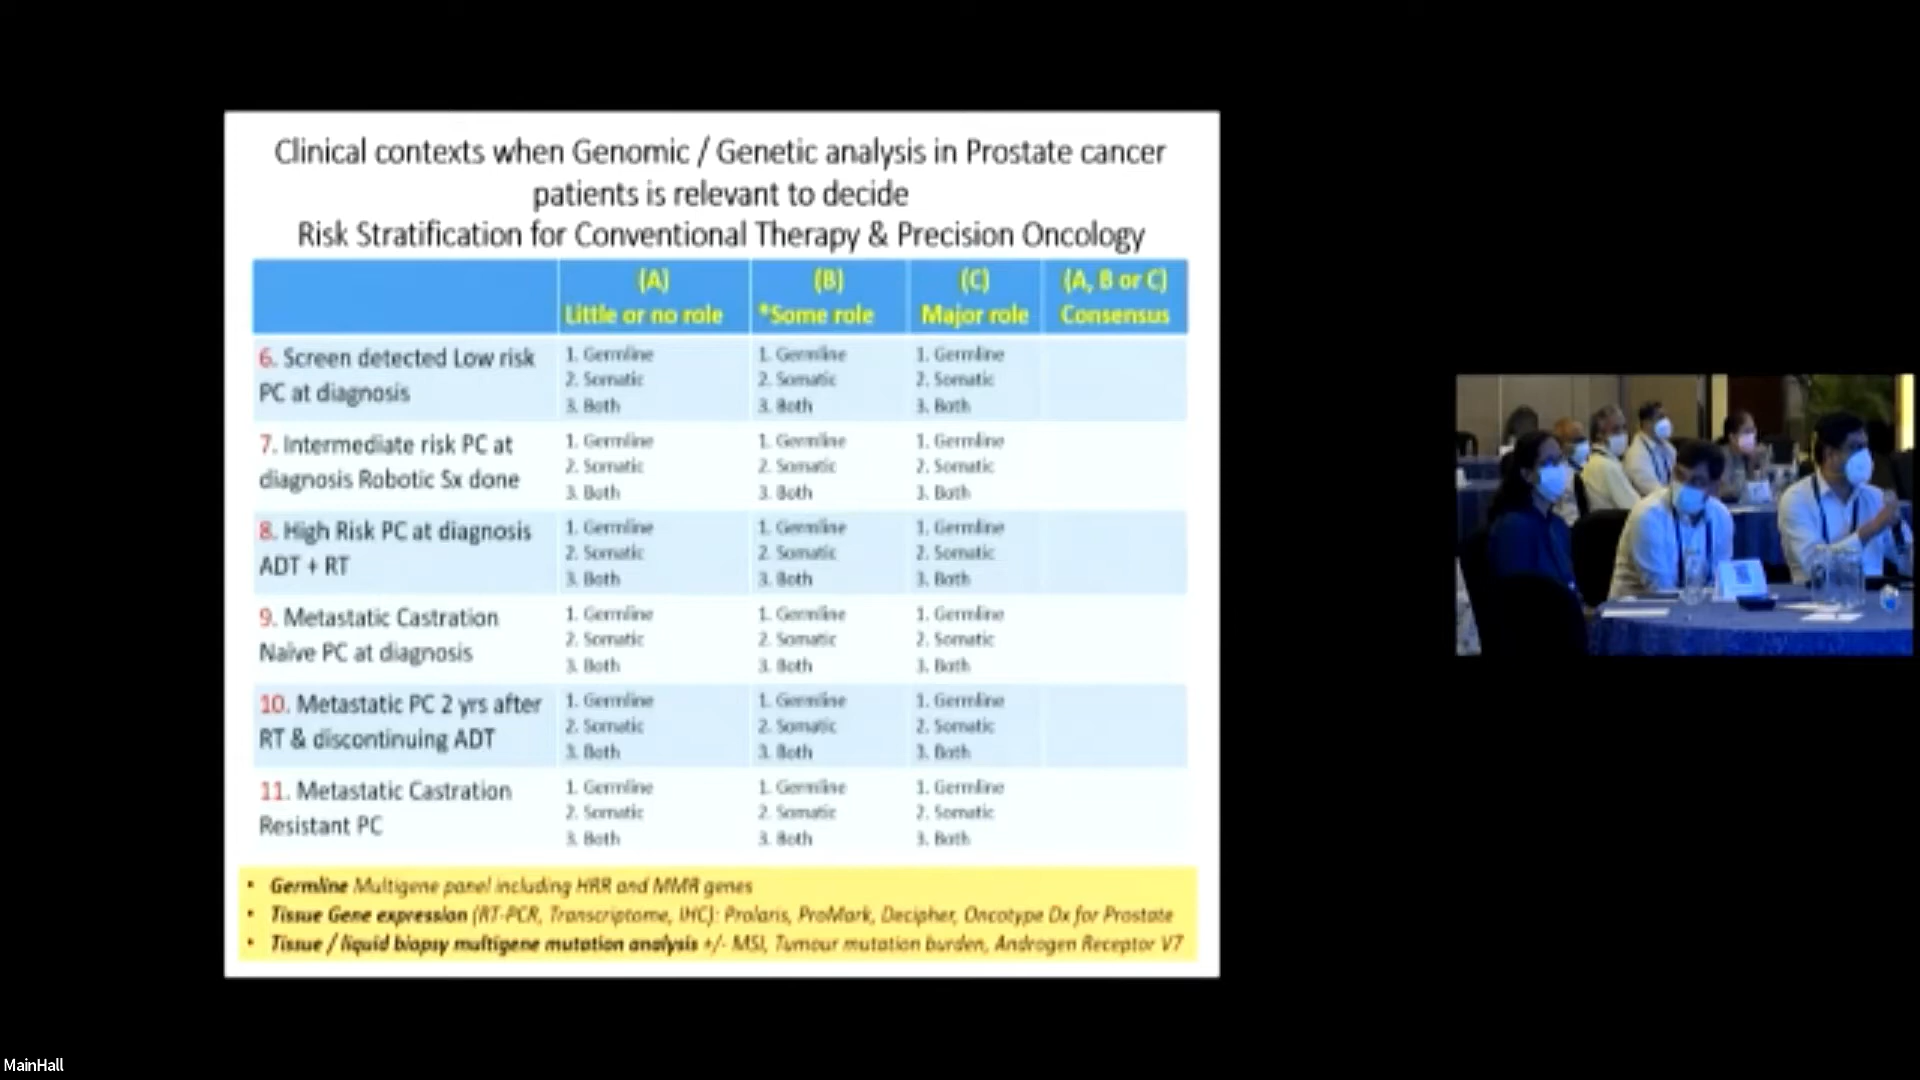 Clinical contexts when Genomic / Genetic analysis in Prostate cancer
patients is relevant to decide
Risk Stratification for Conventional Therapy & Precision Oncology
(A)
Little or no role
(B)
*Some role
(C)
Major role
(A, B or C)
Consensus
6. Screen detected Low risk
PC at diagnosis
1. Germline
2. Somatic
3. Both
1. Germline
2. Somatic
3. Both
1. Germline
2. Somatic
3. Both
7. Intermediate risk PC at
diagnosis Robotic Sx done
1. Germline
2. Somatic
3. Both
1. Germline
2. Somatic
3. Both
1. Germline
2. Somatic
3. Both
8. High Risk PC at diagnosis
ADT + RT
1. Germline
2. Somatic
3. Both
1. Germline
2. Somatic
3. Both
1. Germline
2. Somatic
3. Both
9. Metastatic Castration
Naïve PC at diagnosis
1. Germline
2. Somatic
3. Both
1. Germline
2. Somatic
3. Both
1. Germline
2. Somatic
3. Both
10. Metastatic PC 2 yrs after
RT & discontinuing ADT
1. Germline
2. Somatic
3. Both
1. Germline
2. Somatic
3. Both
1. Germline
2. Somatic
3. Both
11. Metastatic Castration
Resistant PC
1. Germline
2. Somatic
3. Both
1. Germline
2. Somatic
3. Both
1. Germline
2. Somatic
3. Both
• Germline Multigene panel including HRR and MMR genes
• Tissue Gene expression (RT-PCR, Transcriptome, IHC): Prolaris, ProMark, Decipher, Oncotype Dx for Prostate
• Tissue / liquid biopsy multigene mutation analysis +/- MSI, Tumour mutation burden, Androgen Receptor V7
MainHall